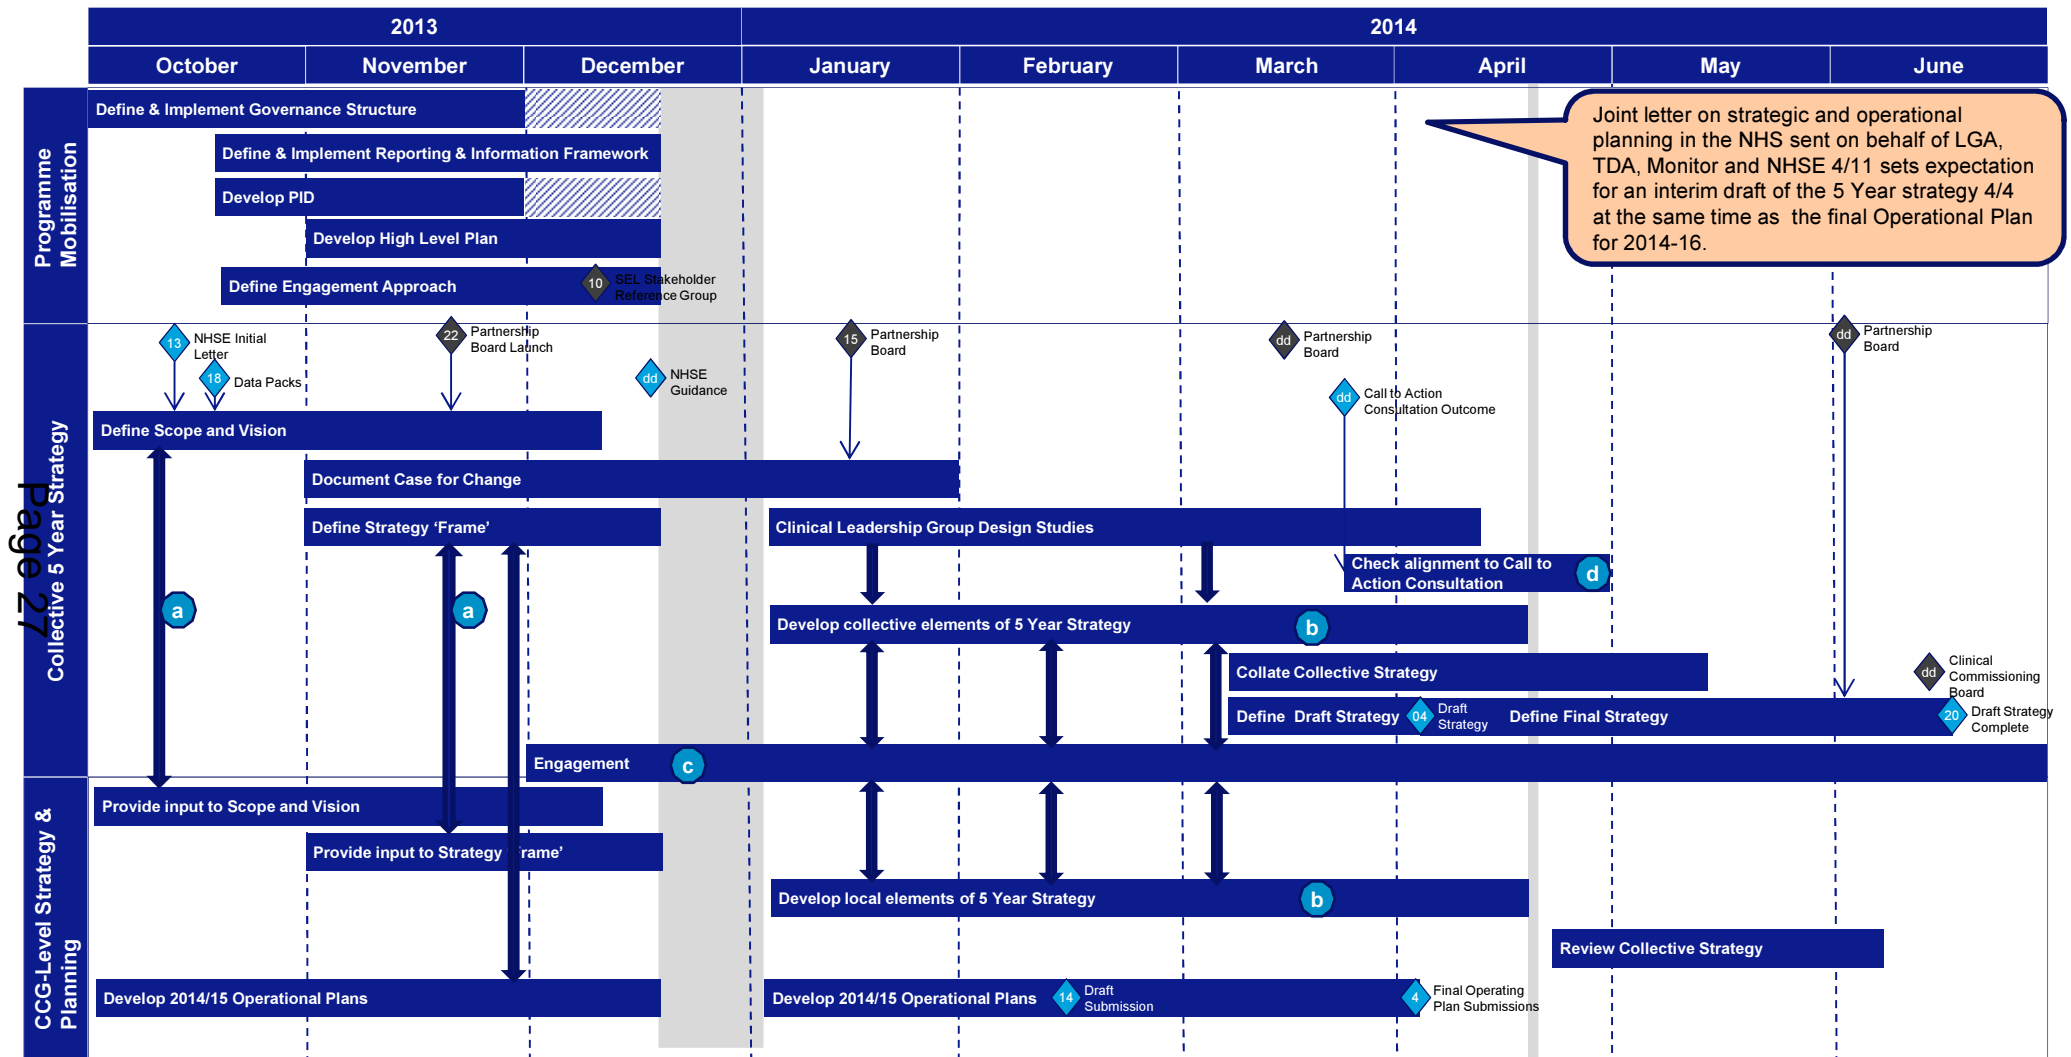 2013
2014
October
November
December
January
February
March
April
May
June
Programme
Mobilisation
Define & Implement Governance Structure
Define & Implement Reporting & Information Framework
Develop PID
Develop High Level Plan
Define Engagement Approach
10
SEL Stakeholder
Reference Group
Joint letter on strategic and operational
planning in the NHS sent on behalf of LGA,
TDA, Monitor and NHSE 4/11 sets expectation
for an interim draft of the 5 Year strategy 4/4
at the same time as the final Operational Plan
for 2014-16.
Collective 5 Year Strategy
Page 27
13
NHSE Initial
Letter
18
Data Packs
22
Partnership
Board Launch
dd
NHSE
Guidance
15
Partnership
Board
dd
Partnership
Board
dd
Call to Action
Consultation Outcome
dd
Partnership
Board
Define Scope and Vision
Document Case for Change
Define Strategy ‘Frame’
Clinical Leadership Group Design Studies
Check alignment to Call to
Action Consultation
d
a
a
Develop collective elements of 5 Year Strategy
b
Collate Collective Strategy
dd
Clinical
Commissioning
Board
Define Draft Strategy
04
Draft
Strategy
Define Final Strategy
20
Draft Strategy
Complete
Engagement
c
CCG-Level Strategy &
Planning
Provide input to Scope and Vision
Provide input to Strategy ‘Frame’
Develop local elements of 5 Year Strategy
b
Review Collective Strategy
Develop 2014/15 Operational Plans
Develop 2014/15 Operational Plans
14
Draft
Submission
4
Final Operating
Plan Submissions